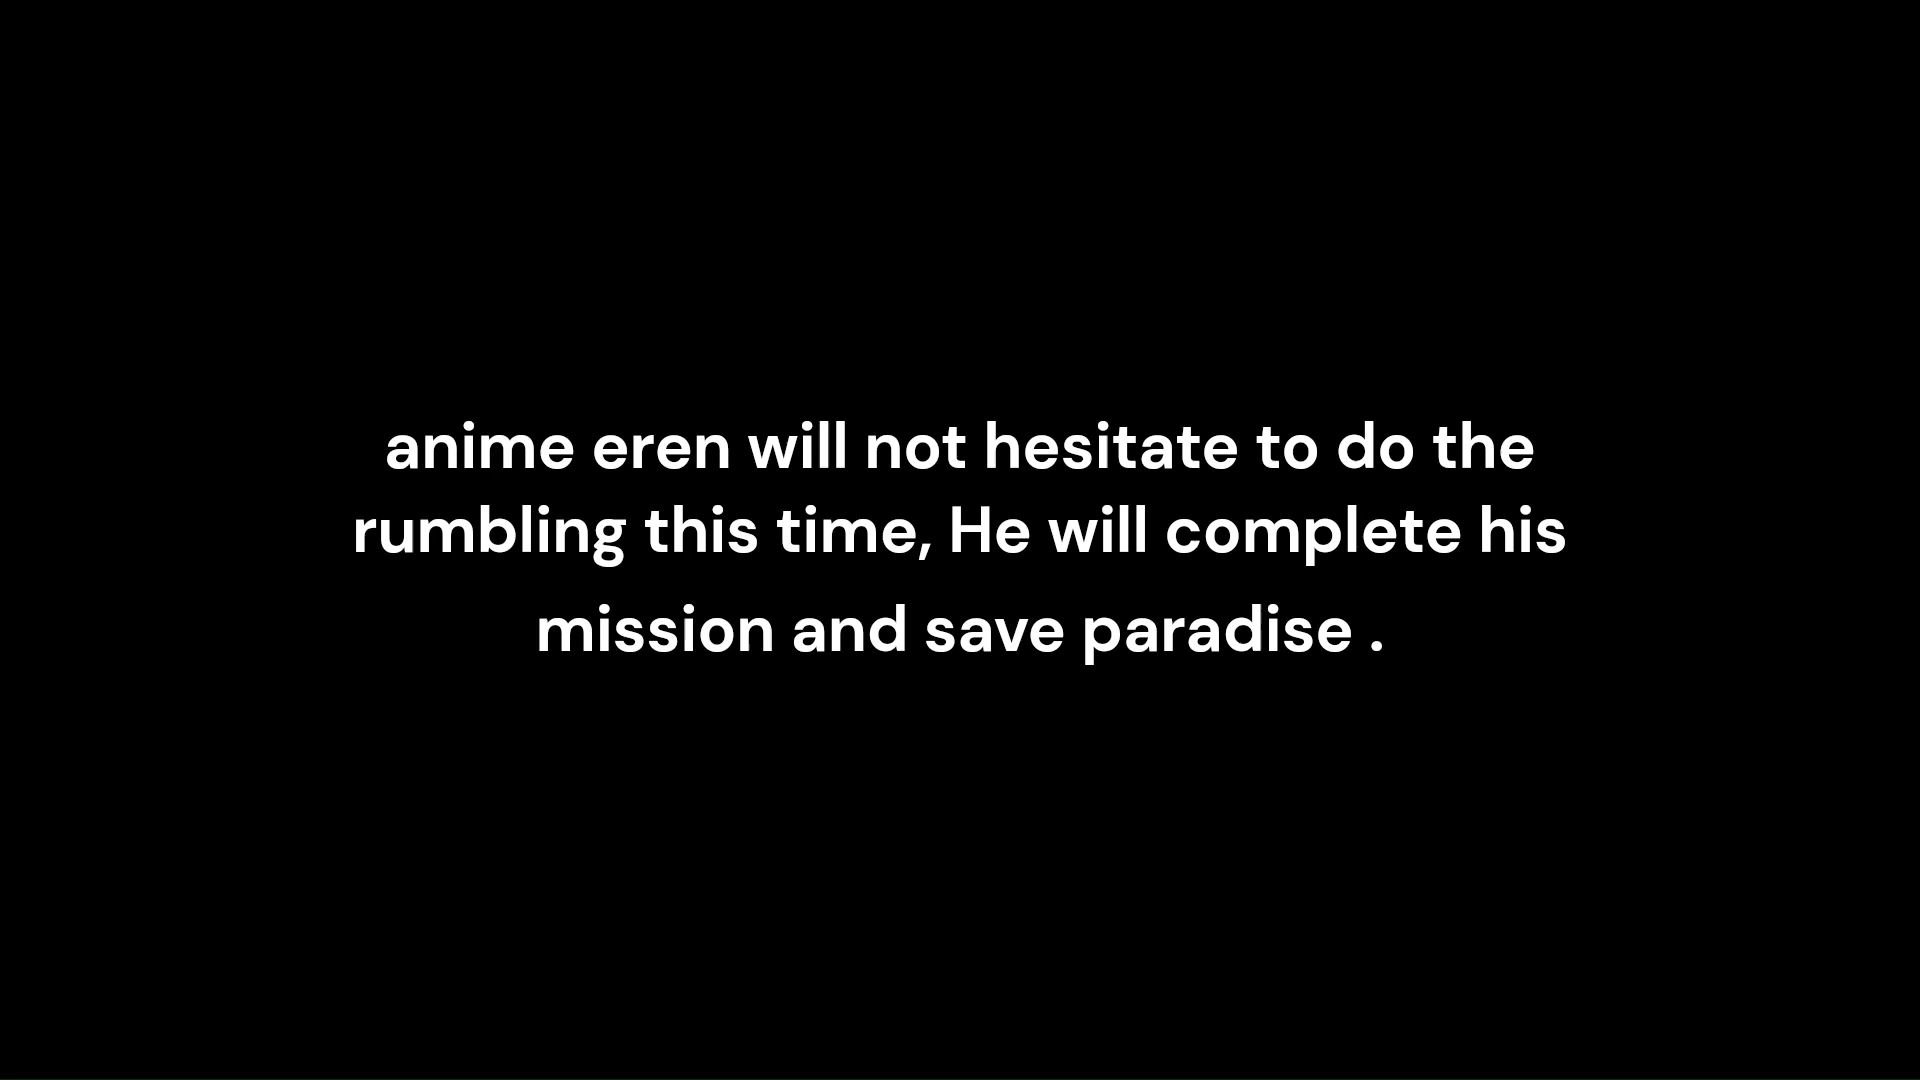 anime eren will not hesitate to do the
rumbling this time, He will complete his
mission and save paradise .